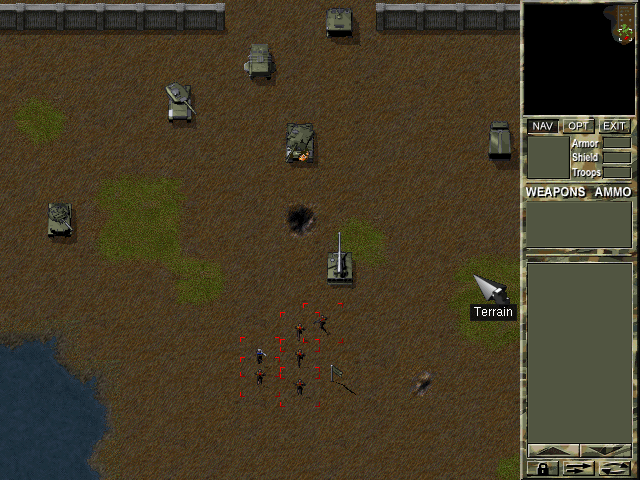 NAV OPT EXIT
Armor
Shield
Troops
WEAPONS AMMO
Terrain